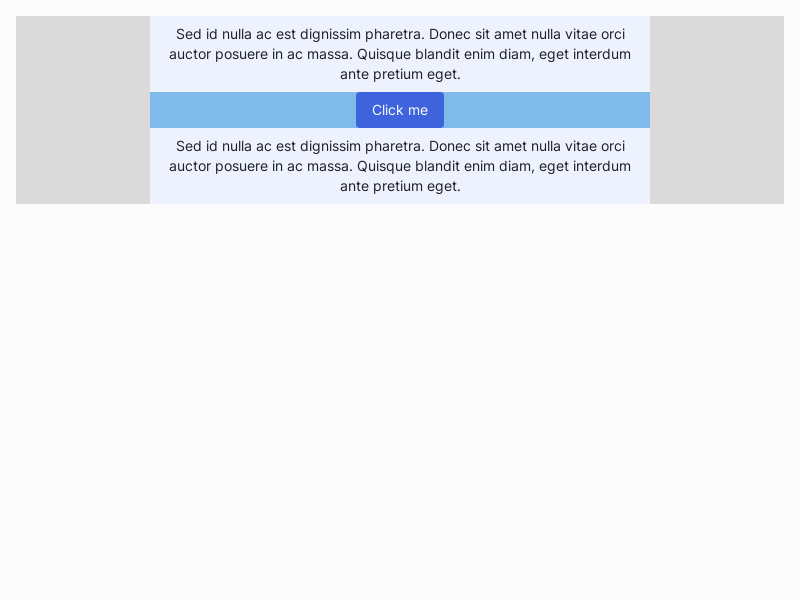 Sed id nulla ac est dignissim pharetra. Donec sit amet nulla vitae orci
auctor posuere in ac massa. Quisque blandit enim diam, eget interdum
ante pretium eget.
Click me
Sed id nulla ac est dignissim pharetra. Donec sit amet nulla vitae orci
auctor posuere in ac massa. Quisque blandit enim diam, eget interdum
ante pretium eget.